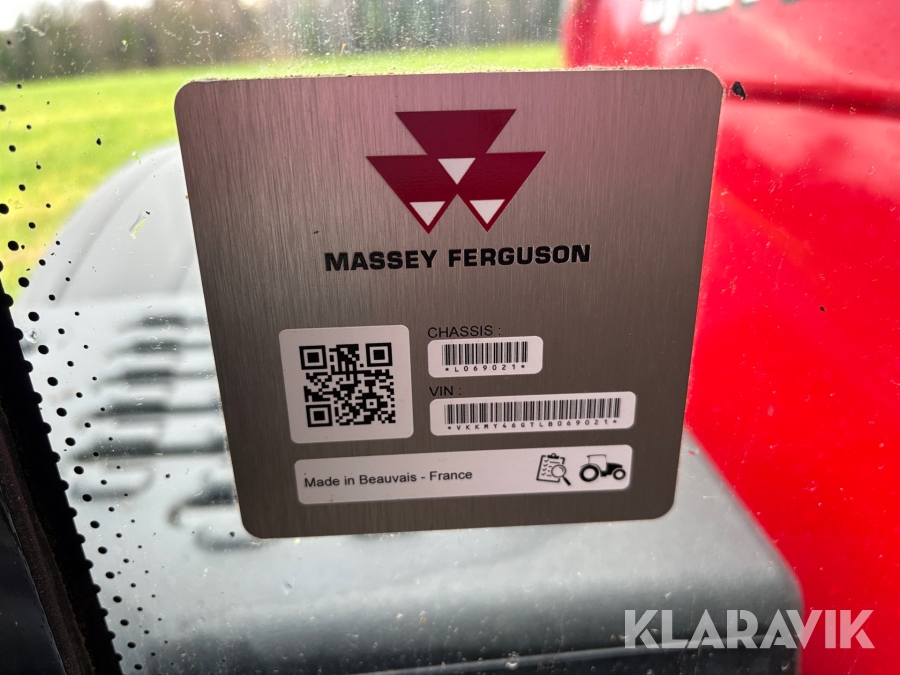 MASSEY FERGUSON
CHASSIS :
*L069021*
VIN :
*VKKMY46GTLB069021*
Made in Beauvais - France
KLARAVIK